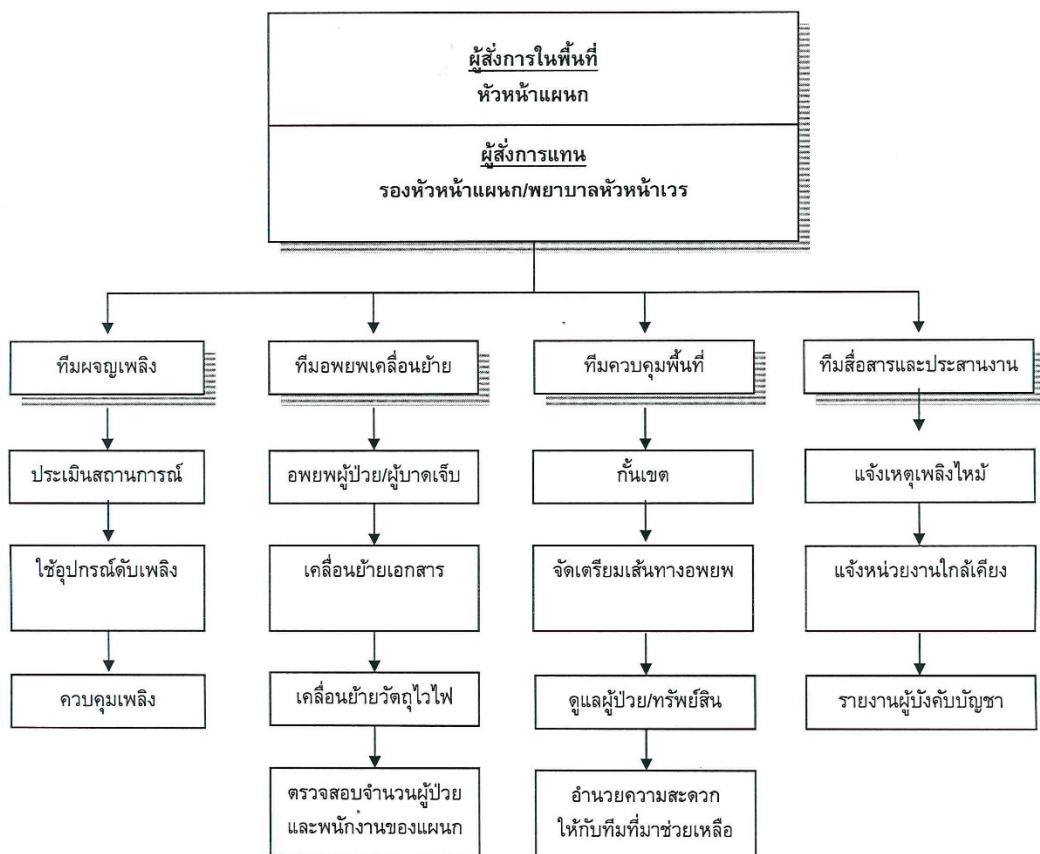 ผู้สั่งการในพื้นที่
หัวหน้าแผนก
ผู้สั่งการแทน
รองหัวหน้าแผนก/พยาบาลหัวหน้าเวร
ทีมผจญเพลิง
ประเมินสถานการณ์
ใช้อุปกรณ์ดับเพลิง
ควบคุมเพลิง
ทีมอพยพเคลื่อนย้าย
อพยพผู้ป่วย/ผู้บาดเจ็บ
เคลื่อนย้ายเอกสาร
เคลื่อนย้ายวัตถุไวไฟ
ตรวจสอบจำนวนผู้ป่วย
และพนักงานของแผนก
ทีมควบคุมพื้นที่
กั้นเขต
จัดเตรียมเส้นทางอพยพ
ดูแลผู้ป่วย/ทรัพย์สิน
อำนวยความสะดวก
ให้กับทีมที่มาช่วยเหลือ
ทีมสื่อสารและประสานงาน
แจ้งเหตุเพลิงไหม้
แจ้งหน่วยงานใกล้เคียง
รายงานผู้บังคับบัญชา